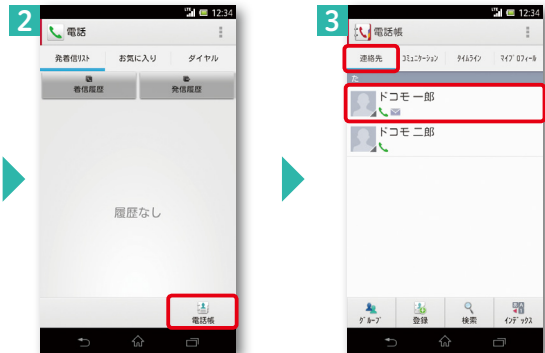 2
12:34
電話
発着信リスト お気に入り ダイヤル
着信履歴 発信履歴
履歴なし
電話帳
3
12:34
電話帳
連絡先 コミュニケーション タイムライン マイプロフィール
た
ドコモ 一郎
ドコモ 二郎
グループ 登録 検索 インデックス